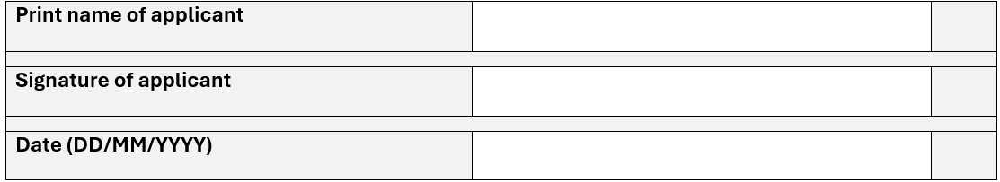 Print name of applicant
Signature of applicant
Date (DD/MM/YYYY)